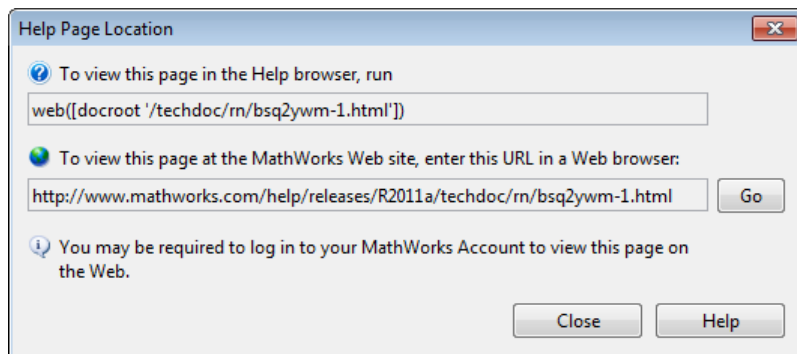 Help Page Location
To view this page in the Help browser, run
web([docroot '/techdoc/rn/bsq2ywm-1.html'])
To view this page at the MathWorks Web site, enter this URL in a Web browser:
http://www.mathworks.com/help/releases/R2011a/techdoc/rn/bsq2ywm-1.html
Go
You may be required to log in to your MathWorks Account to view this page on
the Web.
Close
Help